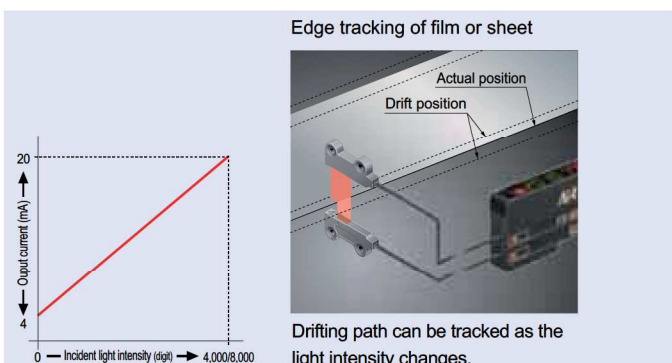 Edge tracking of film or sheet
Actual position
Drift position
20
Ouput current (mA)
4
0
Incident light intensity (digit)
4,000/8,000
Drifting path can be tracked as the
light intensity changes.